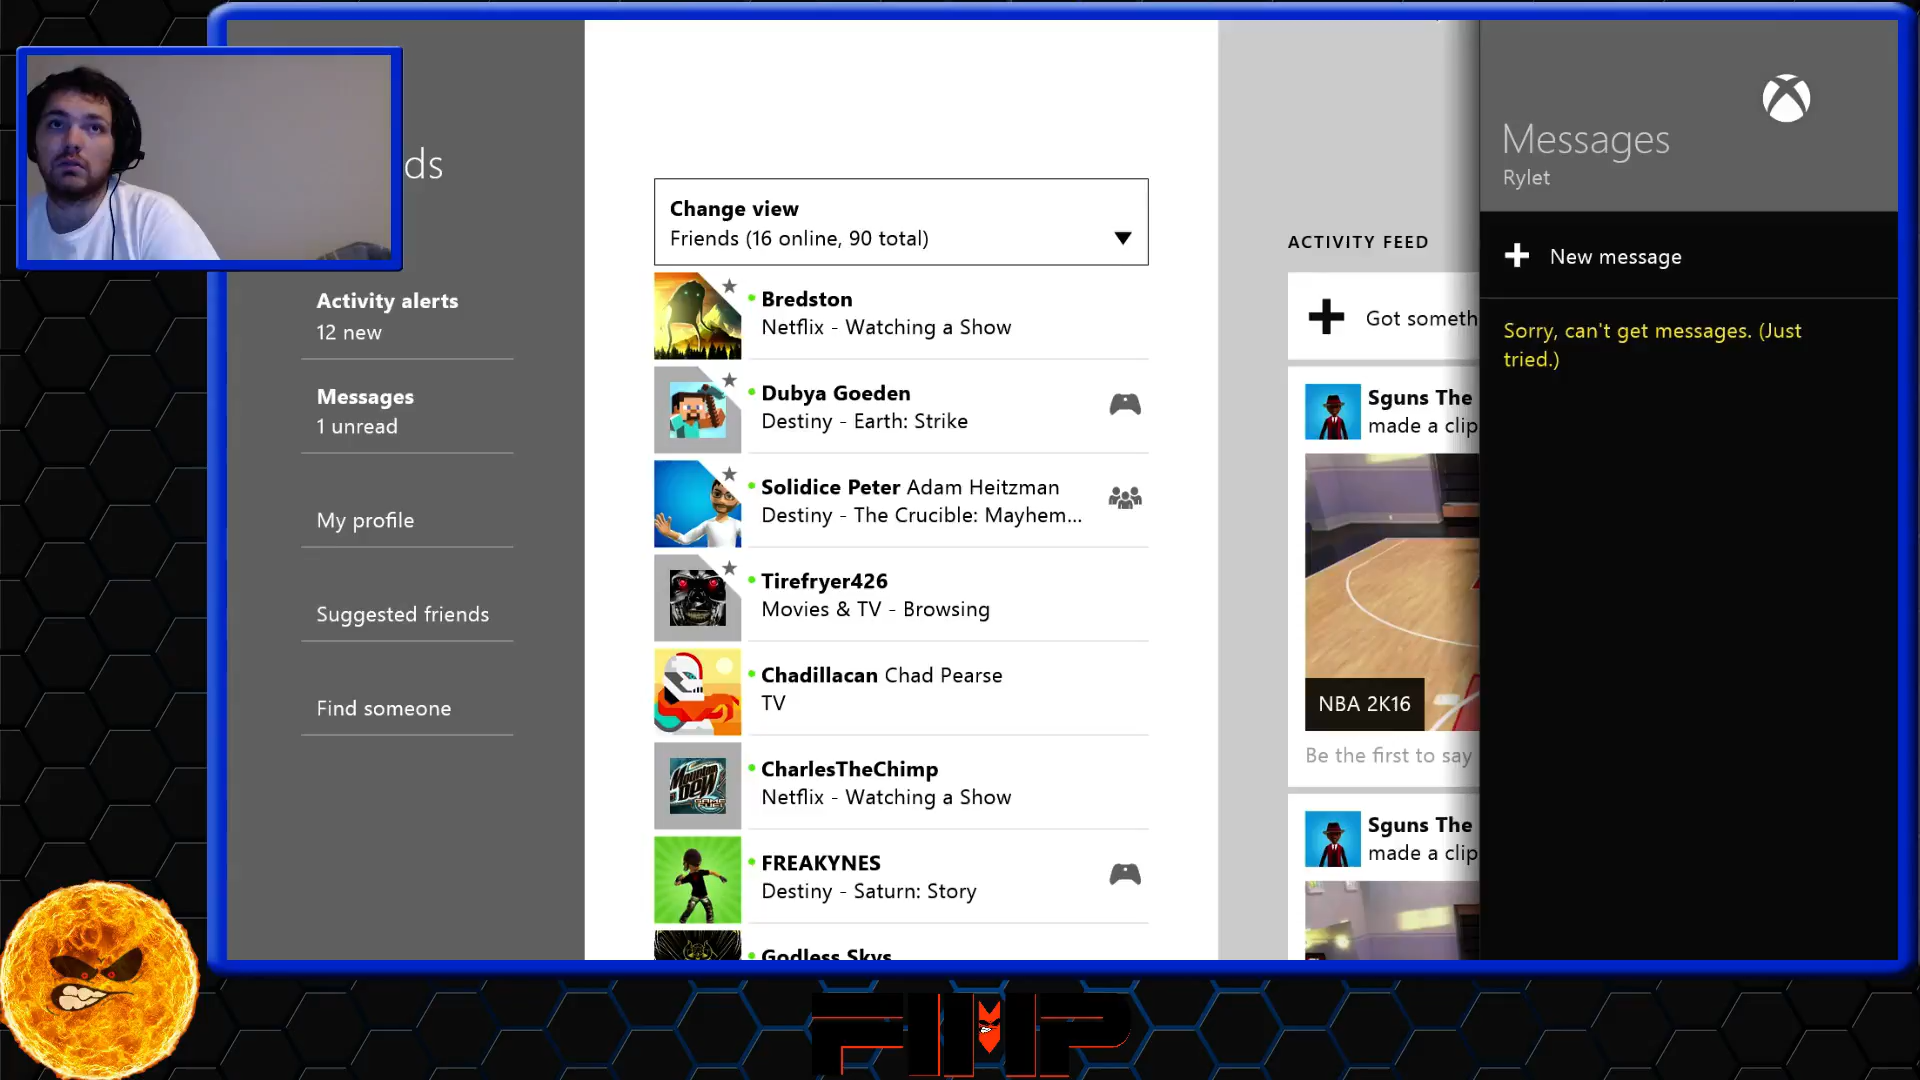 ds
Activity alerts
12 new
Messages
1 unread
My profile
Suggested friends
Find someone
Change view
Friends (16 online, 90 total)
Bredston
Netflix - Watching a Show
Dubya Goeden
Destiny - Earth: Strike
Solidice Peter Adam Heitzman
Destiny - The Crucible: Mayhem...
Tirefryer426
Movies & TV - Browsing
Chadillacan Chad Pearse
TV
CharlesTheChimp
Netflix - Watching a Show
FREAKYNES
Destiny - Saturn: Story
Godless Skys
ACTIVITY FEED
Got someth
Sguns The
made a clip
NBA 2K16
Be the first to say
Sguns The
made a clip
Messages
Rylet
New message
Sorry, can't get messages. (Just
tried.)